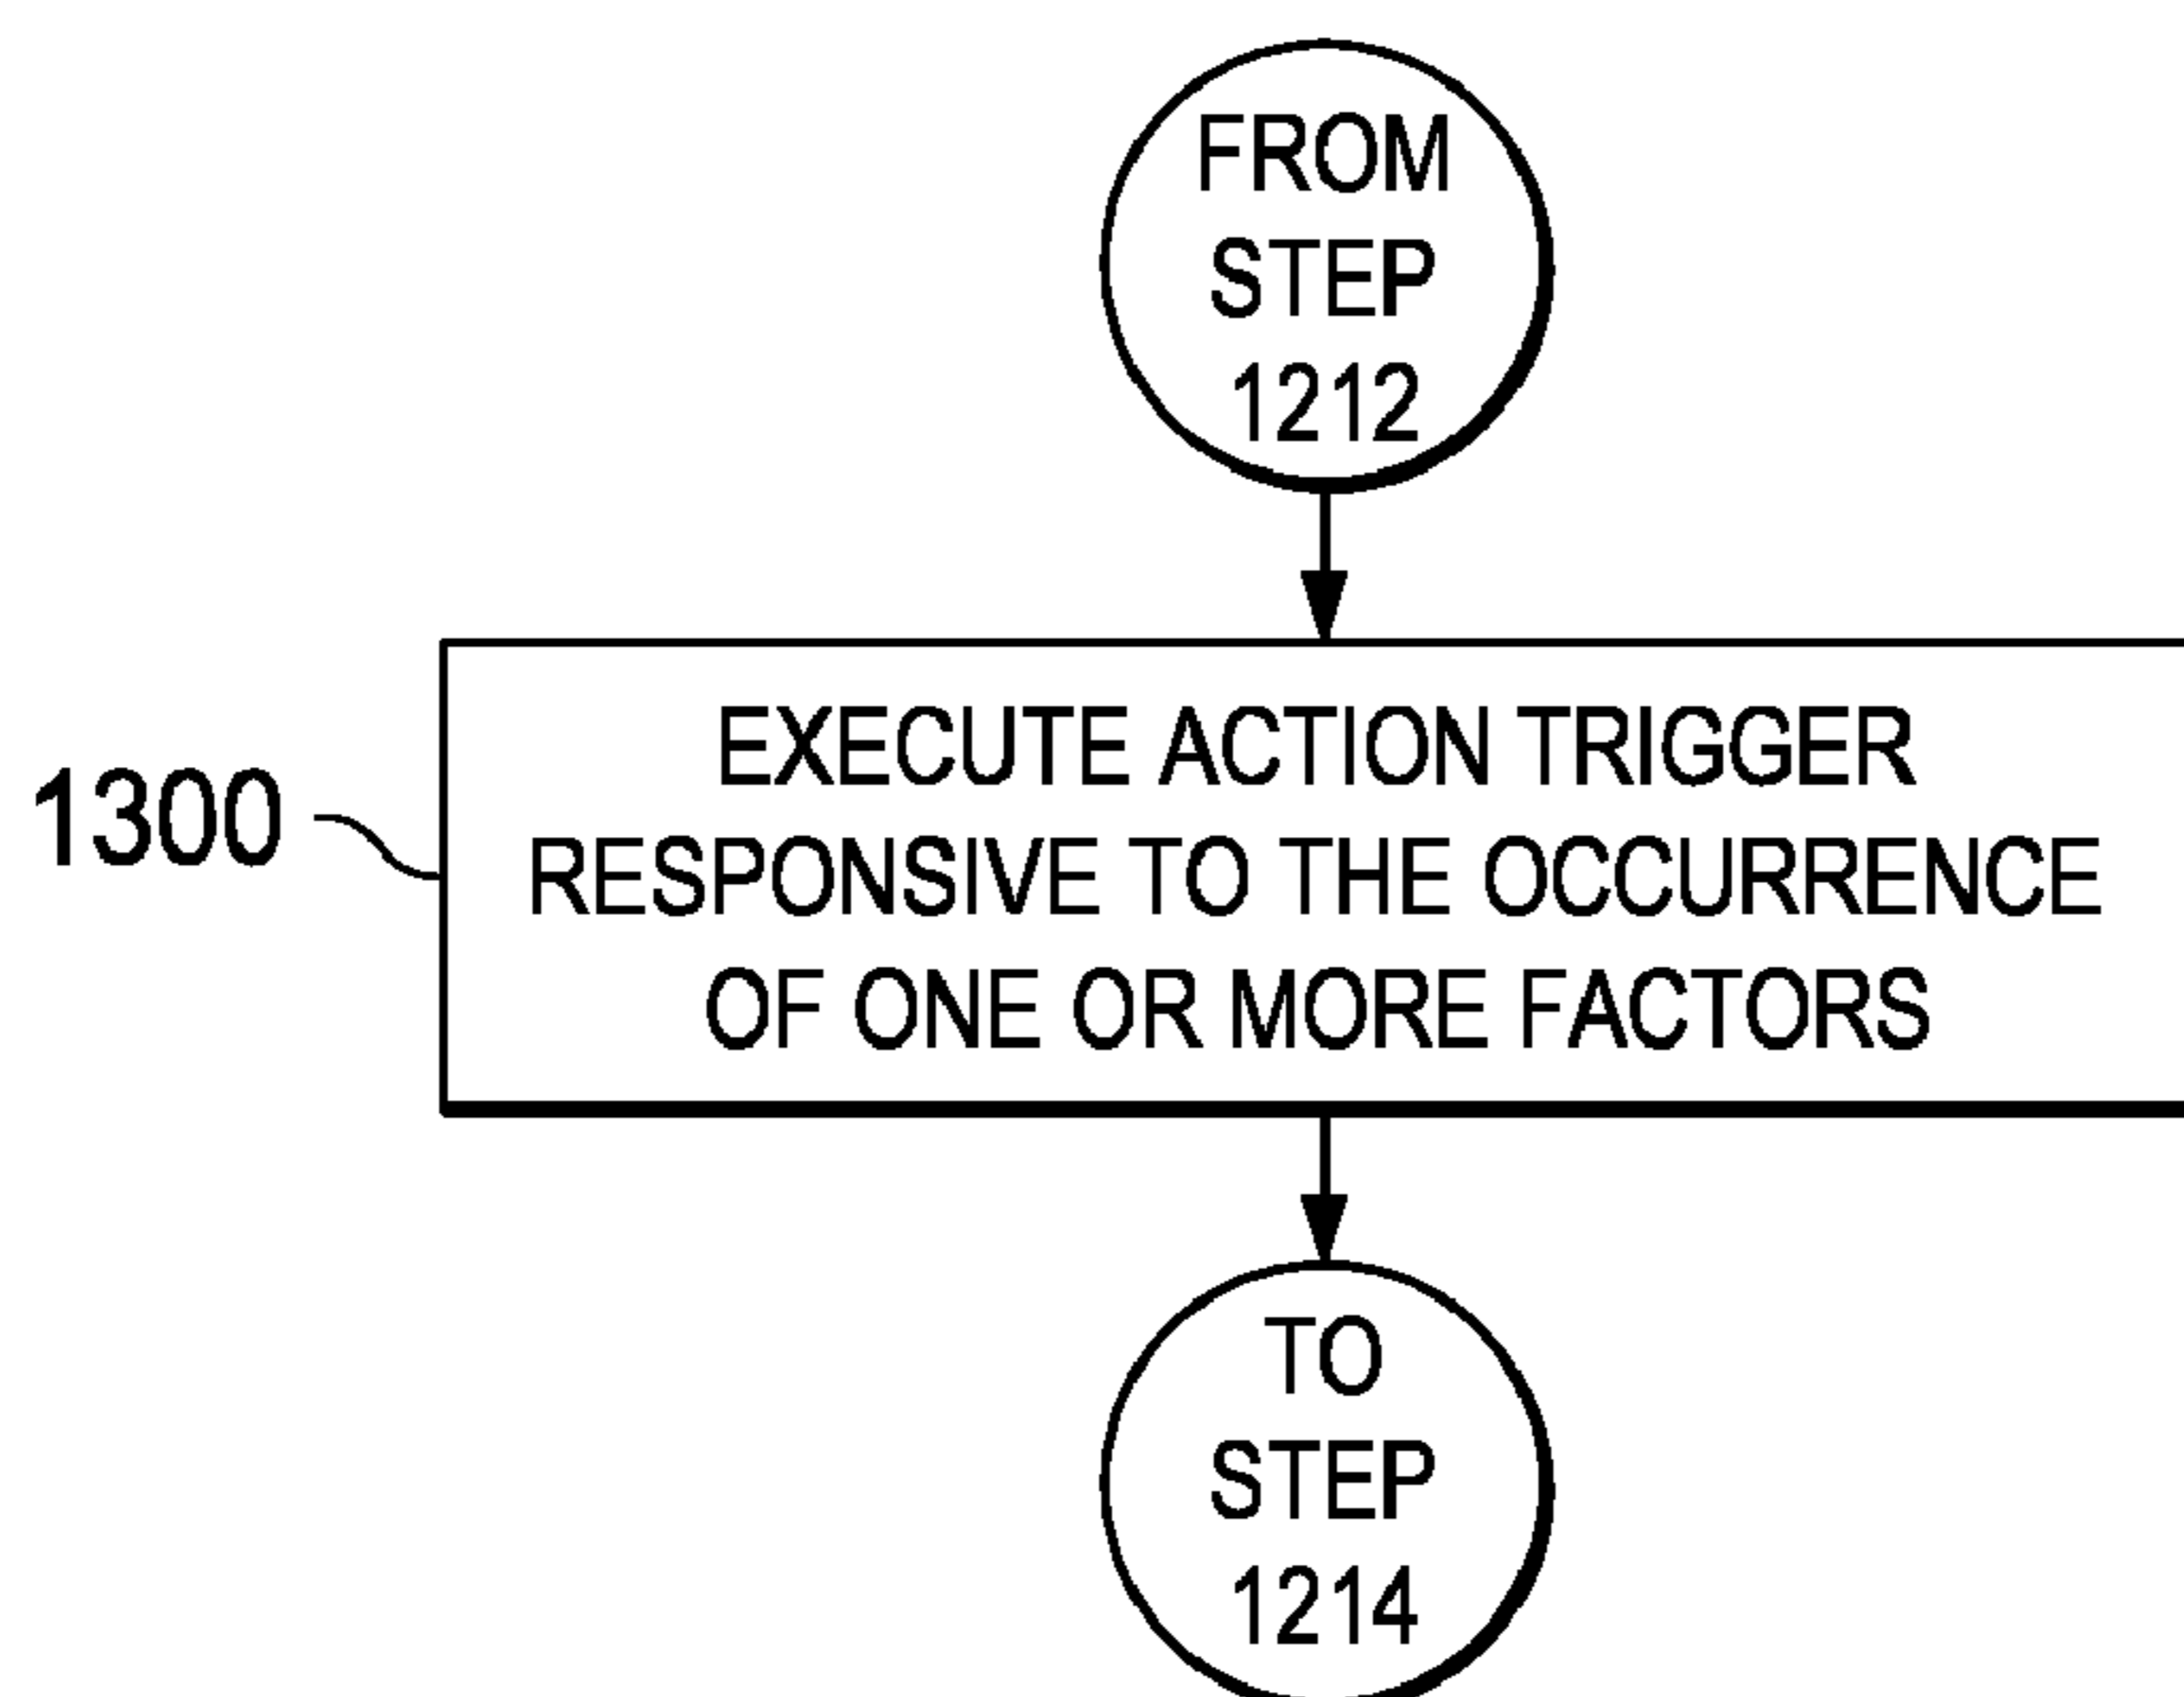 FROM
STEP
1212
1300
EXECUTE ACTION TRIGGER
RESPONSIVE TO THE OCCURRENCE
OF ONE OR MORE FACTORS
TO
STEP
1214